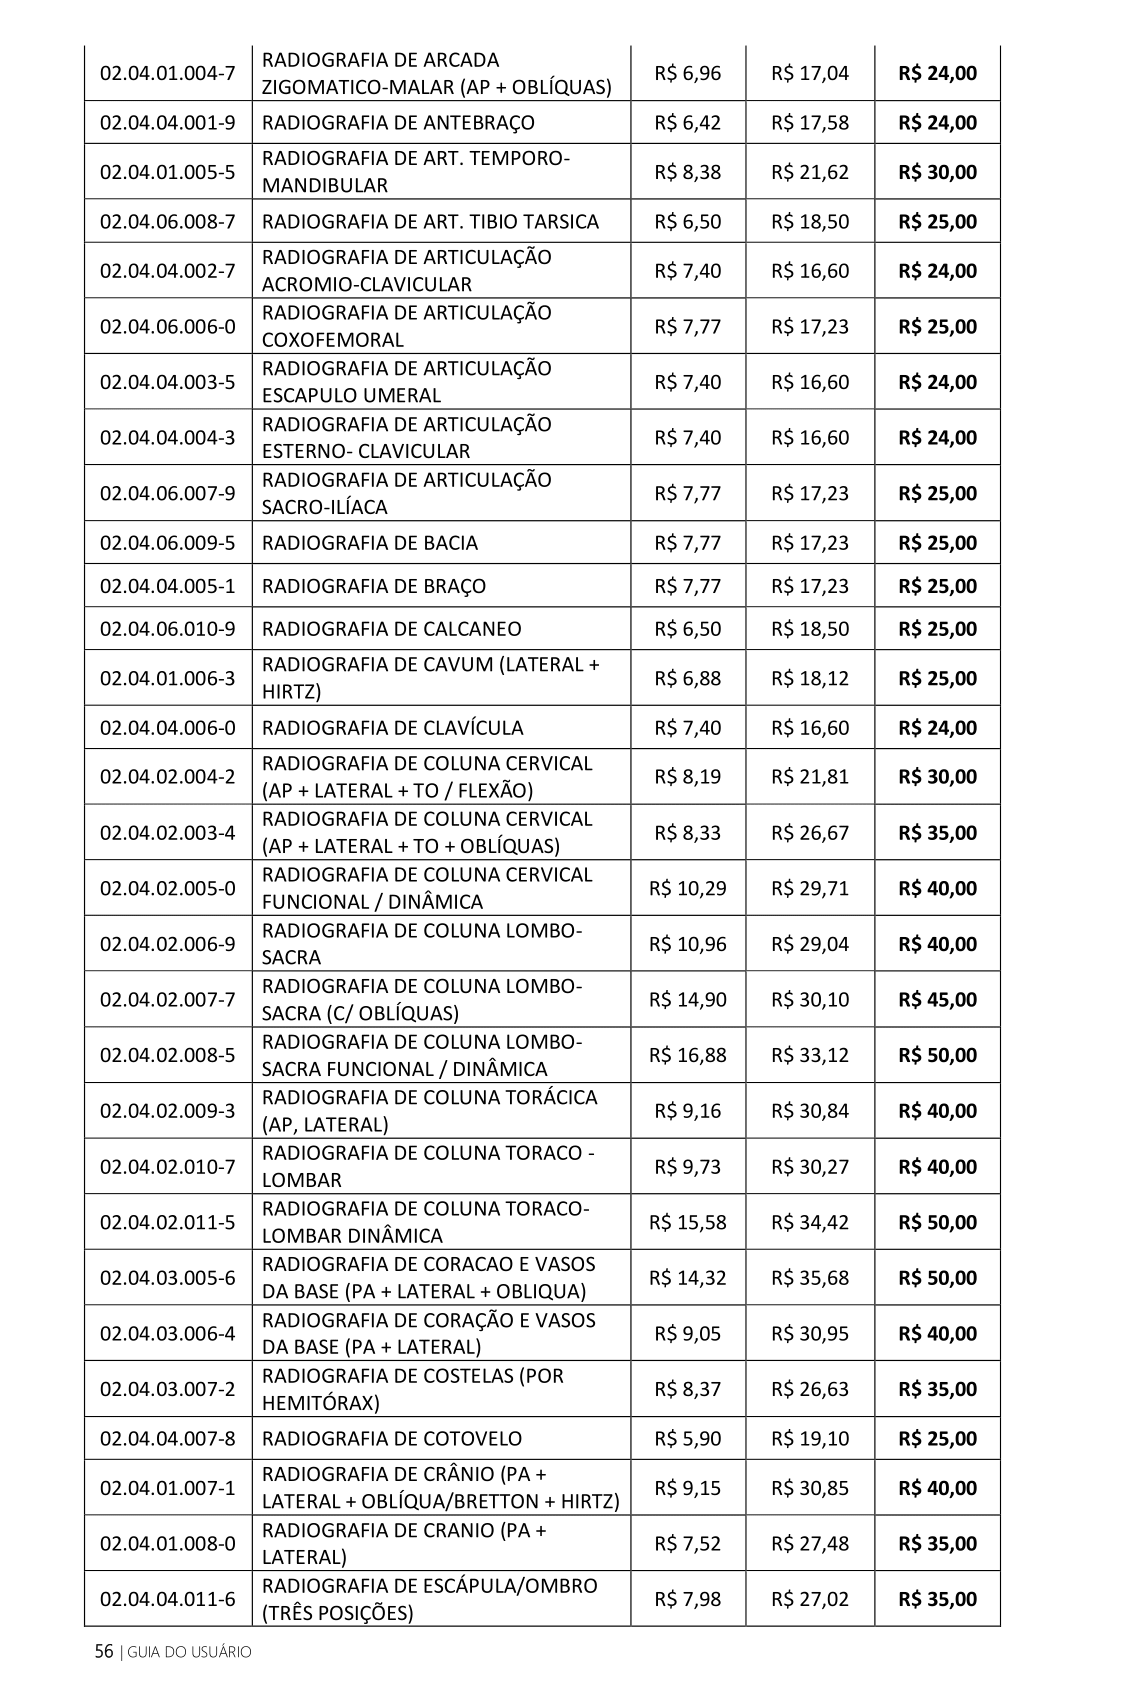 RADIOGRAFIA DE ARCADA
02.04.01.004-7 ZIGOMATICO-MALAR (AP + OBLÍQUAS) R$ 6,96 R$ 17,04 R$ 24,00
02.04.04.001-9 RADIOGRAFIA DE ANTEBRAÇO R$ 6,42 R$ 17,58 R$ 24,00
RADIOGRAFIA DE ART. TEMPORO-
02.04.01.005-5 MANDIBULAR R$ 8,38 R$ 21,62 R$ 30,00
02.04.06.008-7 RADIOGRAFIA DE ART. TIBIO TARSICA R$ 6,50 R$ 18,50 R$ 25,00
RADIOGRAFIA DE ARTICULAÇÃO
02.04.04.002-7 ACROMIO-CLAVICULAR R$ 7,40 R$ 16,60 R$ 24,00
RADIOGRAFIA DE ARTICULAÇÃO
02.04.06.006-0 COXOFEMORAL R$ 7,77 R$ 17,23 R$ 25,00
RADIOGRAFIA DE ARTICULAÇÃO
02.04.04.003-5 ESCAPULO UMERAL R$ 7,40 R$ 16,60 R$ 24,00
RADIOGRAFIA DE ARTICULAÇÃO
02.04.04.004-3 ESTERNO- CLAVICULAR R$ 7,40 R$ 16,60 R$ 24,00
RADIOGRAFIA DE ARTICULAÇÃO
02.04.06.007-9 SACRO-ILÍACA R$ 7,77 R$ 17,23 R$ 25,00
02.04.06.009-5 RADIOGRAFIA DE BACIA R$ 7,77 R$ 17,23 R$ 25,00
02.04.04.005-1 RADIOGRAFIA DE BRAÇO R$ 7,77 R$ 17,23 R$ 25,00
02.04.06.010-9 RADIOGRAFIA DE CALCANEO R$ 6,50 R$ 18,50 R$ 25,00
RADIOGRAFIA DE CAVUM (LATERAL +
02.04.01.006-3 HIRTZ) R$ 6,88 R$ 18,12 R$ 25,00
02.04.04.006-0 RADIOGRAFIA DE CLAVÍCULA R$ 7,40 R$ 16,60 R$ 24,00
RADIOGRAFIA DE COLUNA CERVICAL
02.04.02.004-2 (AP + LATERAL + TO / FLEXÃO) R$ 8,19 R$ 21,81 R$ 30,00
RADIOGRAFIA DE COLUNA CERVICAL
02.04.02.003-4 (AP + LATERAL + TO + OBLÍQUAS) R$ 8,33 R$ 26,67 R$ 35,00
RADIOGRAFIA DE COLUNA CERVICAL
02.04.02.005-0 FUNCIONAL / DINÂMICA R$ 10,29 R$ 29,71 R$ 40,00
RADIOGRAFIA DE COLUNA LOMBO-
02.04.02.006-9 SACRA R$ 10,96 R$ 29,04 R$ 40,00
RADIOGRAFIA DE COLUNA LOMBO-
02.04.02.007-7 SACRA (C/ OBLÍQUAS) R$ 14,90 R$ 30,10 R$ 45,00
RADIOGRAFIA DE COLUNA LOMBO-
02.04.02.008-5 SACRA FUNCIONAL / DINÂMICA R$ 16,88 R$ 33,12 R$ 50,00
RADIOGRAFIA DE COLUNA TORÁCICA
02.04.02.009-3 (AP, LATERAL) R$ 9,16 R$ 30,84 R$ 40,00
RADIOGRAFIA DE COLUNA TORACO -
02.04.02.010-7 LOMBAR R$ 9,73 R$ 30,27 R$ 40,00
RADIOGRAFIA DE COLUNA TORACO-
02.04.02.011-5 LOMBAR DINÂMICA R$ 15,58 R$ 34,42 R$ 50,00
RADIOGRAFIA DE CORACAO E VASOS
02.04.03.005-6 DA BASE (PA + LATERAL + OBLIQUA) R$ 14,32 R$ 35,68 R$ 50,00
RADIOGRAFIA DE CORAÇÃO E VASOS
02.04.03.006-4 DA BASE (PA + LATERAL) R$ 9,05 R$ 30,95 R$ 40,00
RADIOGRAFIA DE COSTELAS (POR
02.04.03.007-2 HEMITÓRAX) R$ 8,37 R$ 26,63 R$ 35,00
02.04.04.007-8 RADIOGRAFIA DE COTOVELO R$ 5,90 R$ 19,10 R$ 25,00
RADIOGRAFIA DE CRÂNIO (PA +
02.04.01.007-1 LATERAL + OBLÍQUA/BRETTON + HIRTZ) R$ 9,15 R$ 30,85 R$ 40,00
RADIOGRAFIA DE CRANIO (PA +
02.04.01.008-0 LATERAL) R$ 7,52 R$ 27,48 R$ 35,00
RADIOGRAFIA DE ESCÁPULA/OMBRO
02.04.04.011-6 (TRÊS POSIÇÕES) R$ 7,98 R$ 27,02 R$ 35,00
56 | GUIA DO USUÁRIO